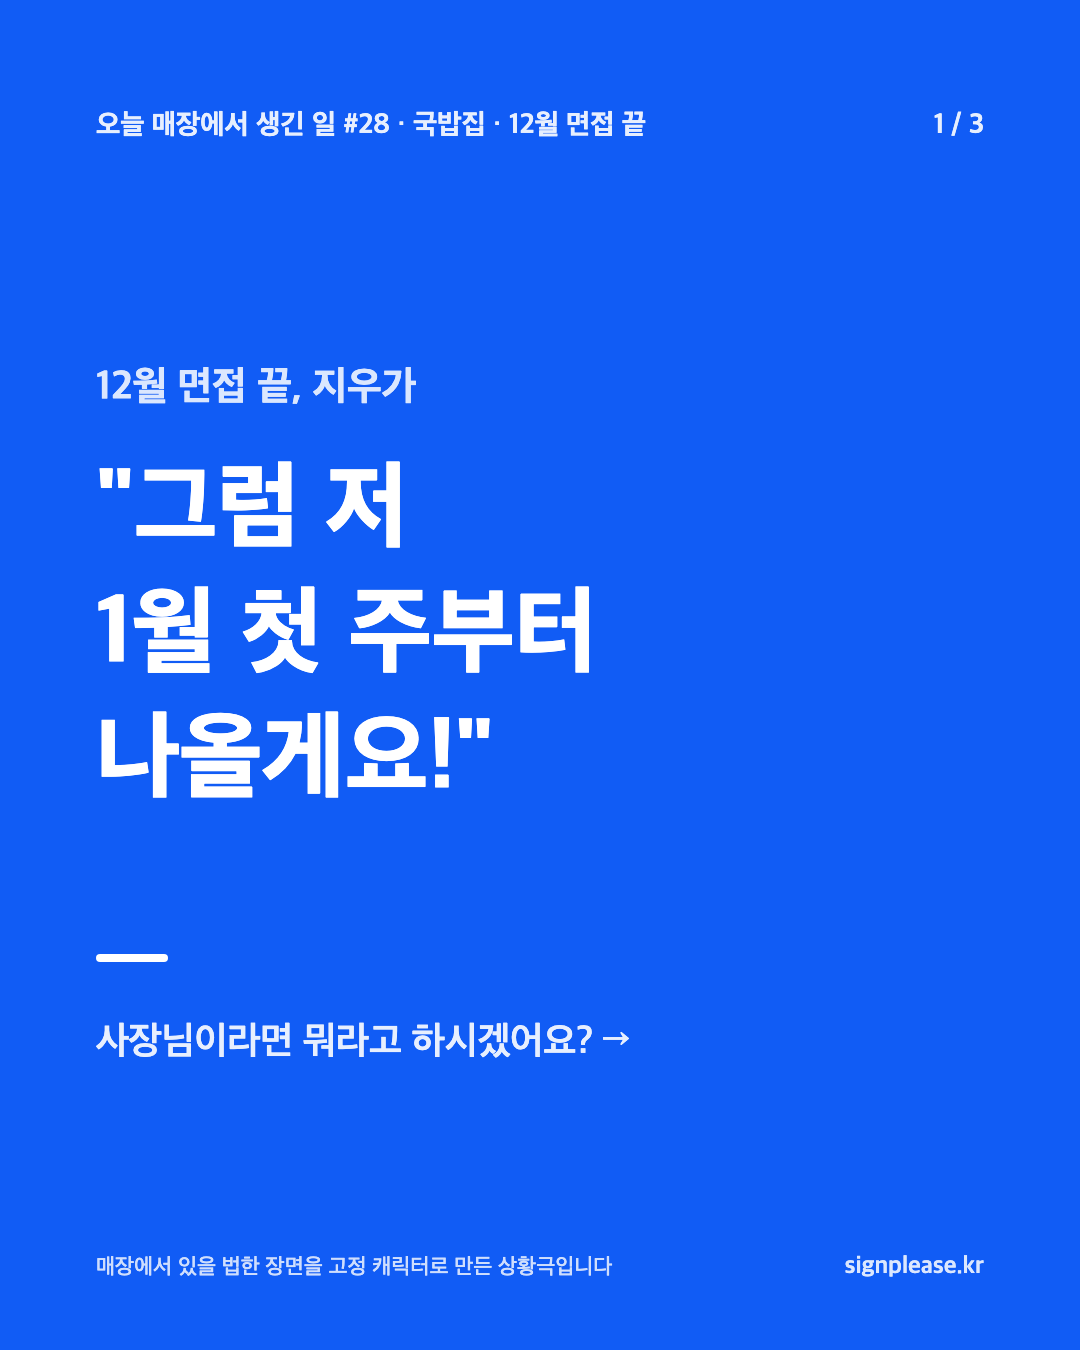 오늘 매장에서 생긴 일 #28 · 국밥집 · 12월 면접 끝
1 / 3
12월 면접 끝, 지우가
"그럼 저
1월 첫 주부터
나올게요!"
사장님이라면 뭐라고 하시겠어요? →
매장에서 있을 법한 장면을 고정 캐릭터로 만든 상황극입니다
signplease.kr